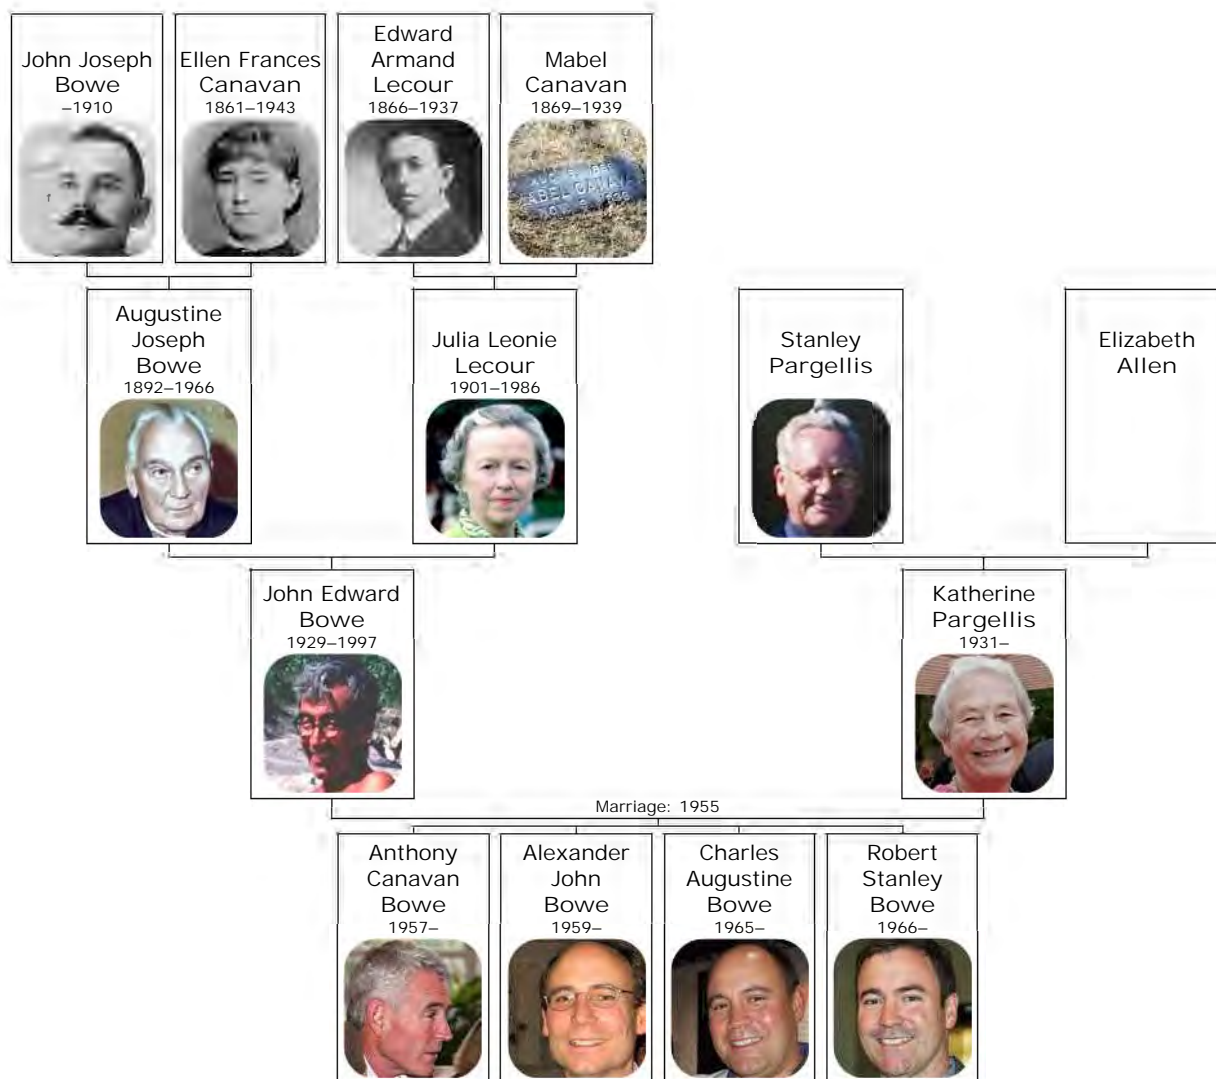 John Joseph
Bowe
–1910
Ellen Frances
Canavan
1861–1943
Edward
Armand
Lecour
1866–1937
Mabel
Canavan
1869–1939
Augustine
Joseph
Bowe
1892–1966
Julia Leonie
Lecour
1901–1986
Stanley
Pargellis
Elizabeth
Allen
John Edward
Bowe
1929–1997
Katherine
Pargellis
1931–
Marriage: 1955
Anthony
Canavan
Bowe
1957–
Alexander
John
Bowe
1959–
Charles
Augustine
Bowe
1965–
Robert
Stanley
Bowe
1966–